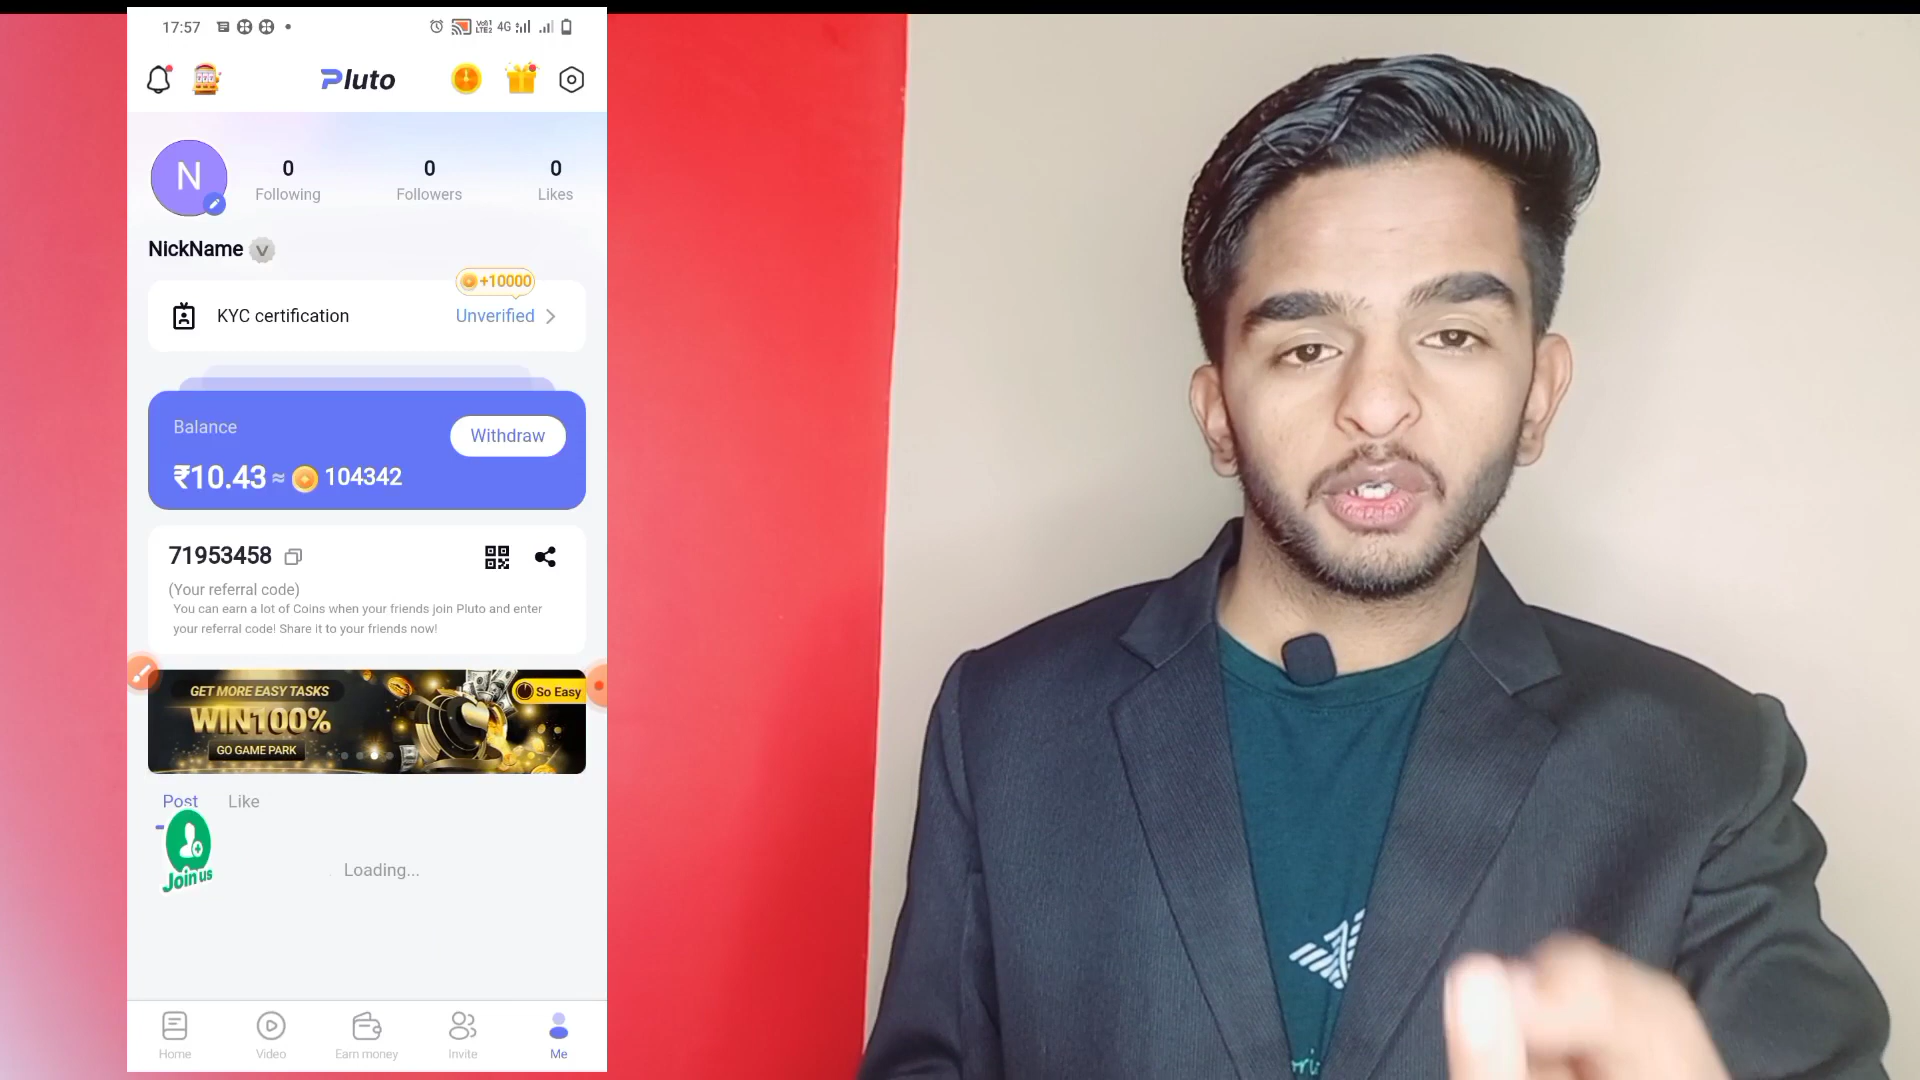 17:57
Vo)) 1
LTE2
4G
Pluto
N
0
0
0
Following
Followers
Likes
NickName
V
+10000
KYC certification
Unverified
Balance
Withdraw
₹10.43 ≈ 104342
71953458
(Your referral code)
You can earn a lot of Coins when your friends join Pluto and enter
your referral code! Share it to your friends now!
GET MORE EASY TASKS
So Easy
WIN100%
GO GAME PARK
Post
Like
Join us
Loading...
Home
Video
Earn money
Invite
Me